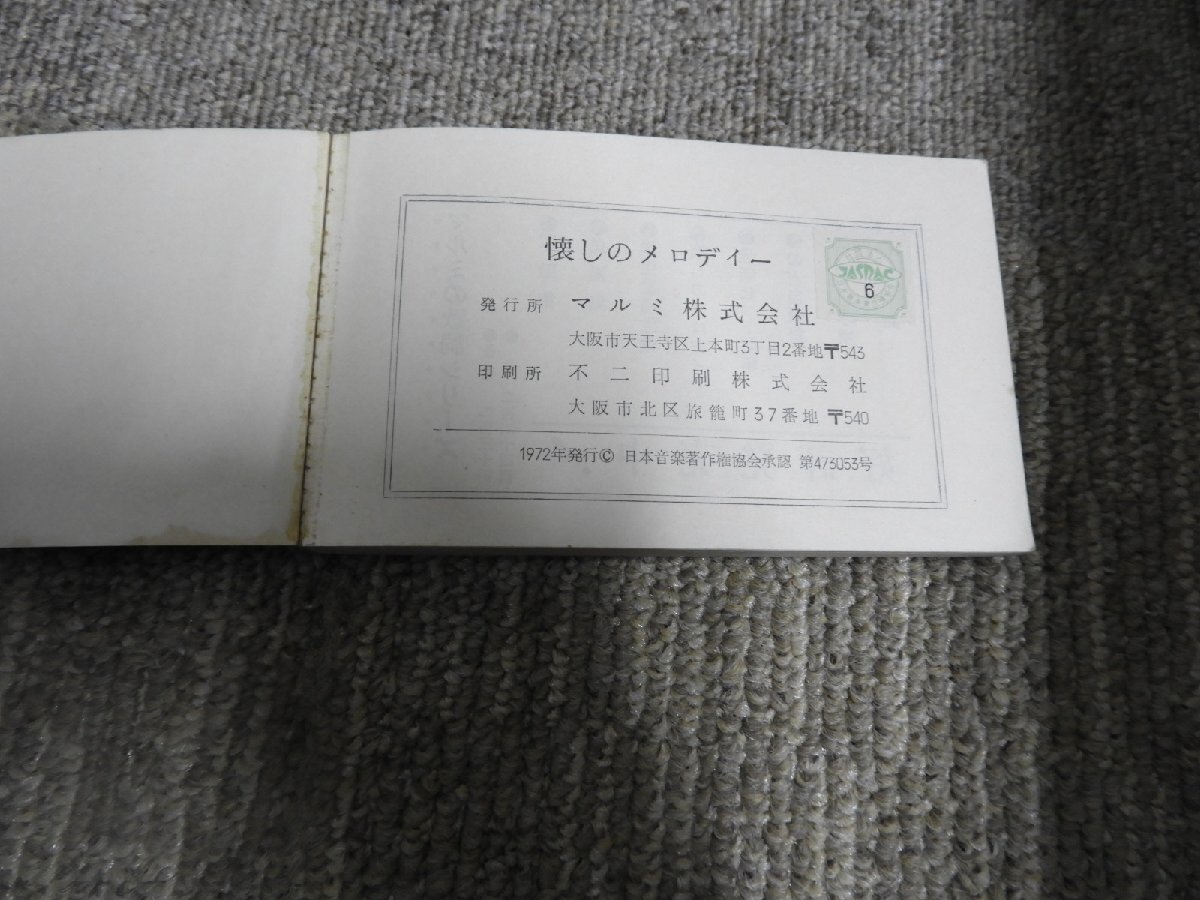 懐しのメロデイー
発行所 マルミ株式会社
大阪市天王寺区上本町3丁目2番地〒543
印刷所 不二印刷株式会社
大阪市北区旅籠町37番地 〒540
1972年発行© 日本音楽著作権協会承認 第473053号
JASRAC
6